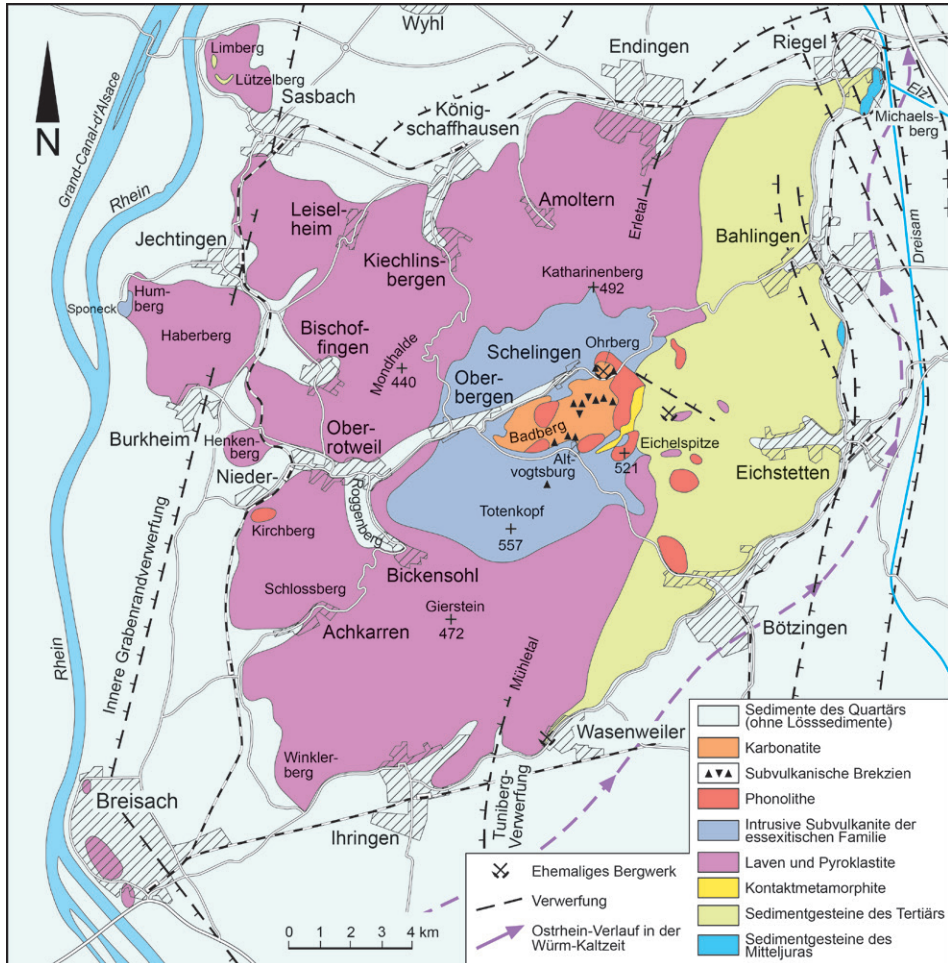 Wyhl
Limberg
Lützelberg
Sasbach
Endingen
Riegel
Elz
Michaels-
berg
König-
schaffhausen
N
Grand-Canal-d'Alsace
Rhein
Leisel-
heim
Amoltern
Erletal
Jechtingen
Kiechlins-
bergen
Bahlingen
Dreisam
Katharinenberg
492
Hum-
berg
Sponeck
Haberberg
Bischof-
fingen
Mondhalde
440
Schelingen
Ohrberg
Ober-
bergen
Burkheim
Henken-
berg
Ober-
rotweil
Badberg
Eichelspitze
521
Alt-
vogtsburg
Eichstetten
Nieder-
Roggenberg
Kirchberg
Totenkopf
557
Innere Grabenrandverwerfung
Bickensohl
Schlossberg
Achkarren
Gierstein
472
Bötzingen
Rhein
Mühletal
Wasenweiler
Winkler-
berg
Breisach
Ihringen
Tuniberg-
Verwerfung
Sedimente des Quartärs
(ohne Lösssedimente)
Karbonatite
Subvulkanische Brekzien
Phonolithe
Intrusive Subvulkanite der
essexitischen Familie
Laven und Pyroklastite
Kontaktmetamorphite
Sedimentgesteine des Tertiärs
Sedimentgesteine des
Mitteljuras
Ehemaliges Bergwerk
Verwerfung
Ostrhein-Verlauf in der
Würm-Kaltzeit
0 1 2 3 4 km